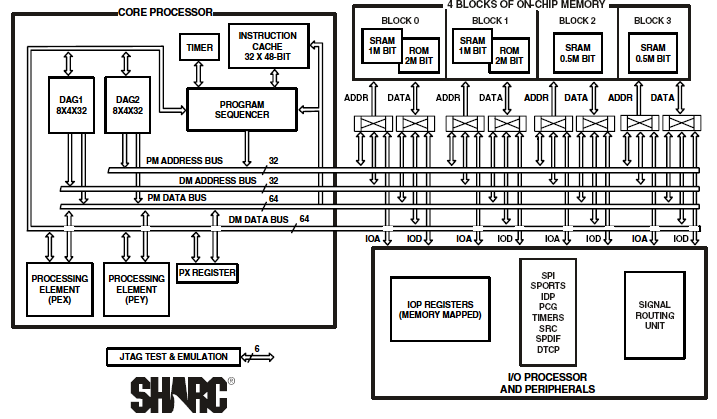 CORE PROCESSOR
TIMER
INSTRUCTION
CACHE
32 X 48-BIT
DAG1
8X4X32
DAG2
8X4X32
PROGRAM
SEQUENCER
PM ADDRESS BUS
32
DM ADDRESS BUS
32
PM DATA BUS
64
DM DATA BUS
64
PROCESSING
ELEMENT
(PEX)
PROCESSING
ELEMENT
(PEY)
PX REGISTER
JTAG TEST & EMULATION
6
SHARC®
4 BLOCKS OF ON-CHIP MEMORY
BLOCK 0
BLOCK 1
BLOCK 2
BLOCK 3
SRAM
1M BIT
ROM
2M BIT
SRAM
1M BIT
ROM
2M BIT
SRAM
0.5M BIT
SRAM
0.5M BIT
ADDR
DATA
ADDR
DATA
ADDR
DATA
ADDR
DATA
IOA
IOD
IOA
IOD
IOA
IOD
IOA
IOD
IOP REGISTERS
(MEMORY MAPPED)
SPI
SPORTS
IDP
PCG
TIMERS
SRC
SPDIF
DTCP
SIGNAL
ROUTING
UNIT
I/O PROCESSOR
AND PERIPHERALS